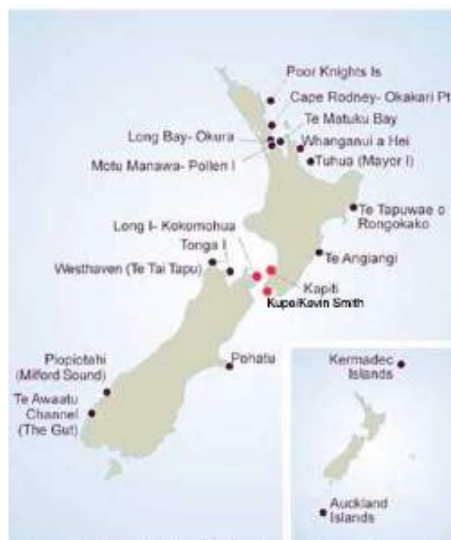 Poor Knights Is
Cape Rodney- Okakari Pt
Te Matuku Bay
Long Bay- Okura
Whanganui a Hei
Motu Manawa- Pollen I
Tuhua (Mayor I)
Te Tapuwae o
Rongokako
Long I- Kokomohua
Tonga I
Te Angiangi
Westhaven (Te Tai Tapu)
Kapiti
Kupe/Kevin Smith
Pohatu
Piopiotahi
(Milford Sound)
Te Awaatu
Channel
(The Gut)
Kermadec
Islands
Auckland
Islands